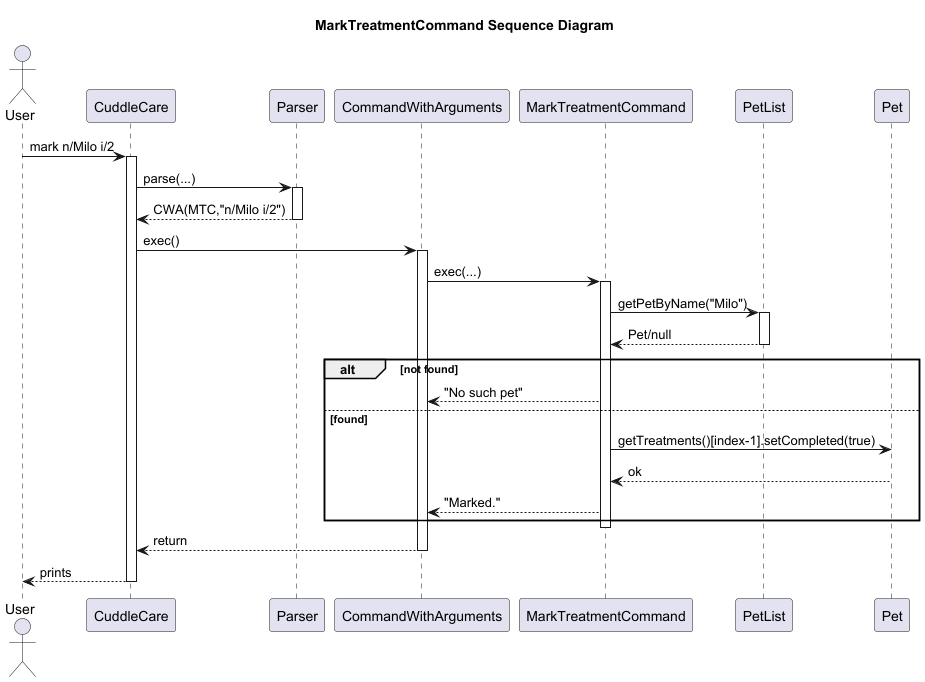 MarkTreatmentCommand Sequence Diagram
User
CuddleCare
Parser
CommandWithArguments
MarkTreatmentCommand
PetList
Pet
mark n/Milo i/2
parse(...)
CWA(MTC,"n/Milo i/2")
exec()
exec(...)
getPetByName("Milo")
Pet/null
alt
[not found]
"No such pet"
[found]
getTreatments()[index-1].setCompleted(true)
ok
"Marked."
return
prints
User
CuddleCare
Parser
CommandWithArguments
MarkTreatmentCommand
PetList
Pet